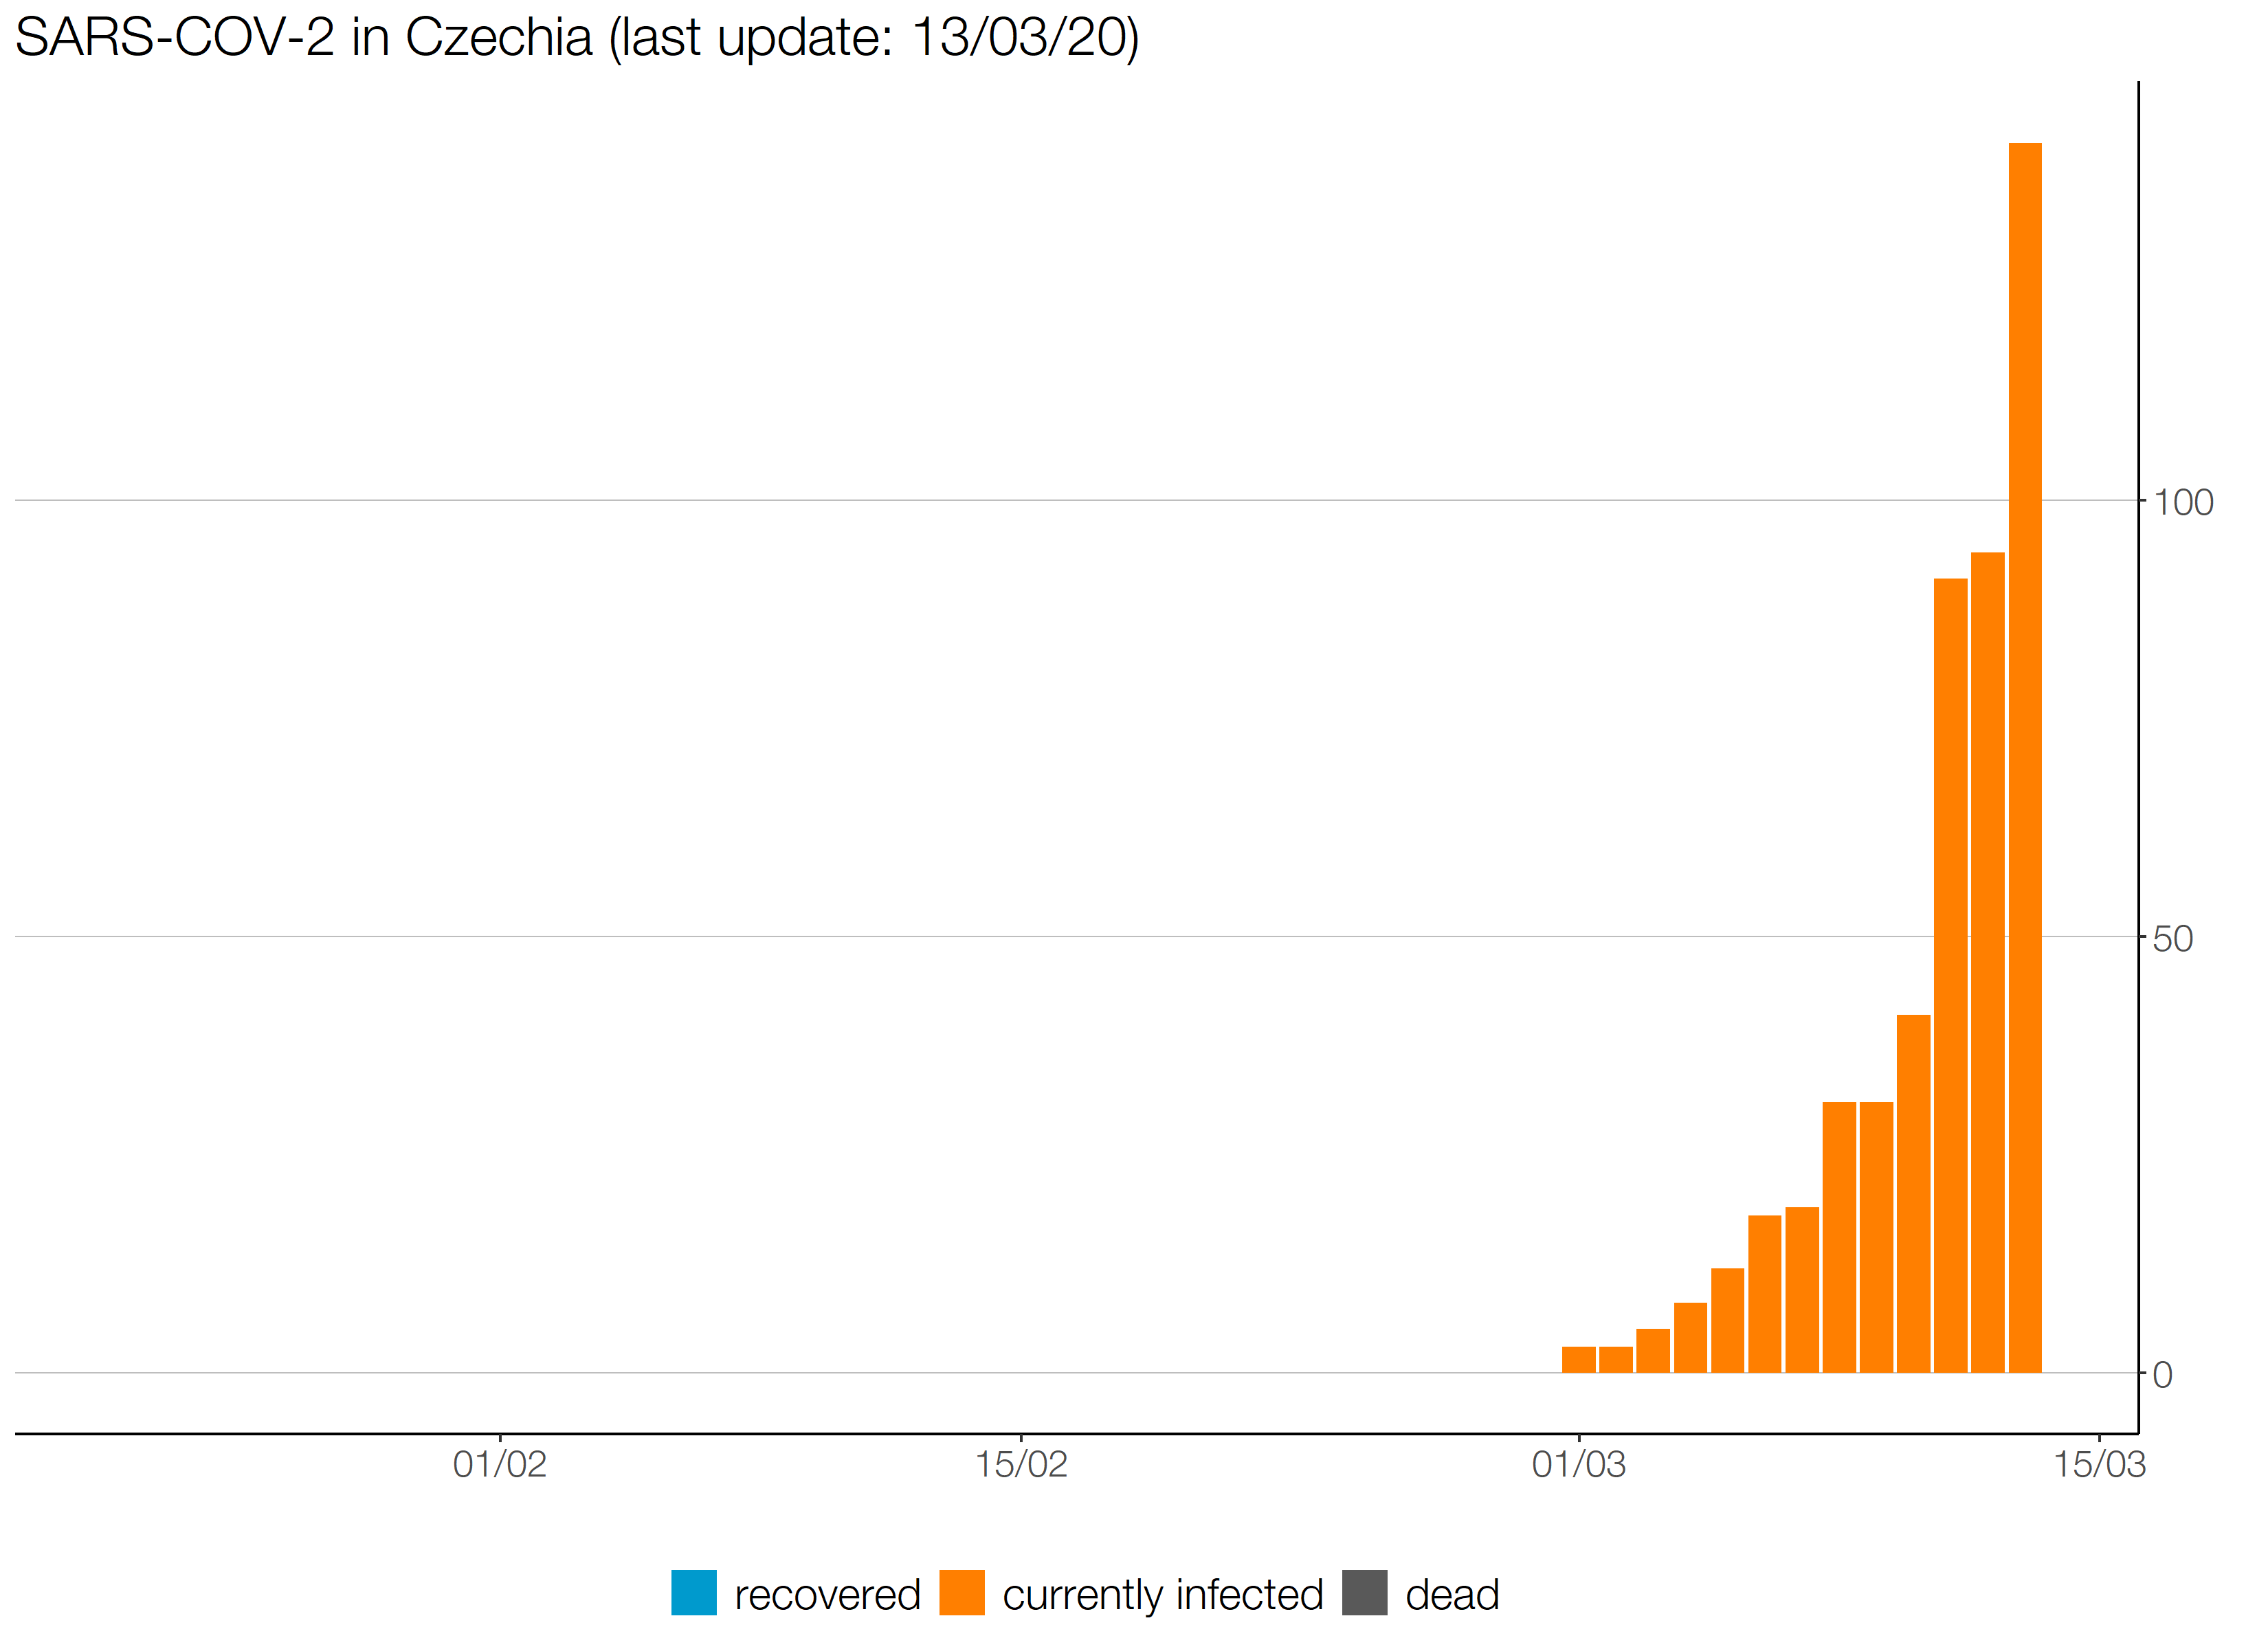 SARS-COV-2 in Czechia (last update: 13/03/20)
100
50
0
01/02 15/02 01/03 15/03
recovered currently infected dead